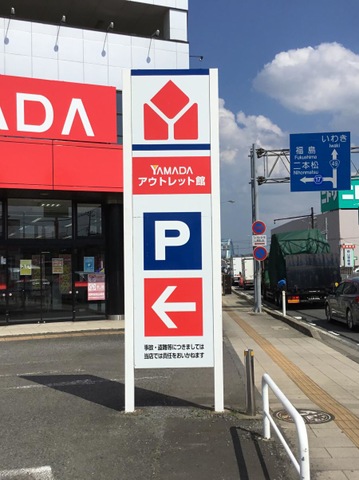 YAMADA
YAMADA
アウトレット館
P
事故・盗難等につきましては
当店では責任をおいかねます
いわき
Iwaki
49
福島
Fukushima
二本松
Nihonmatsu